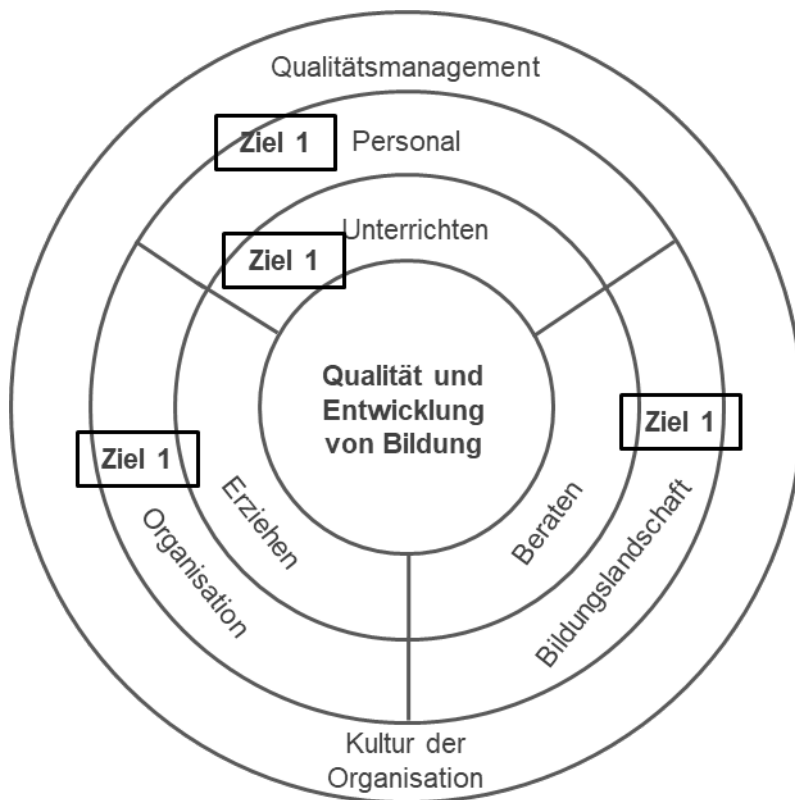 Qualitätsmanagement
Ziel 1
Personal
Unterrichten
Ziel 1
Qualität und
Entwicklung
von Bildung
Ziel 1
Ziel 1
Erziehen
Beraten
Organisation
Bildungslandschaft
Kultur der
Organisation